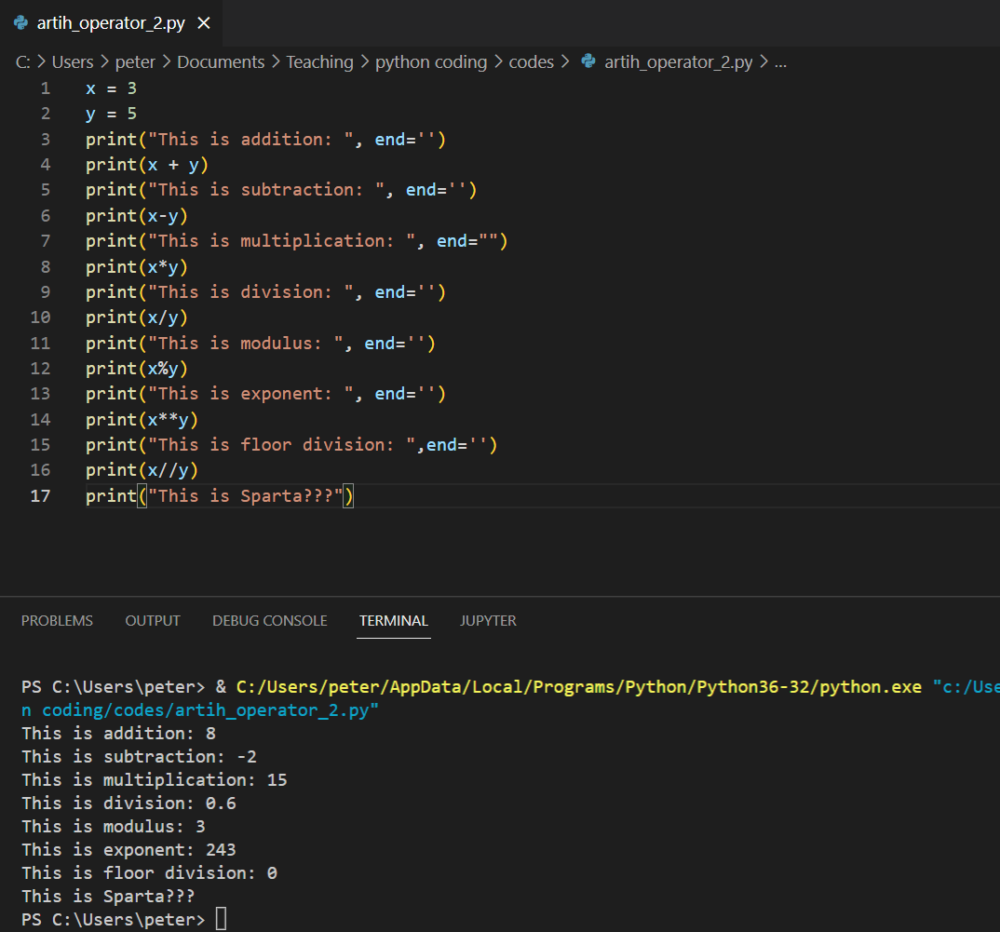 artih_operator_2.py ×
C: > Users > peter > Documents > Teaching > python coding > codes > artih_operator_2.py > ...
1 x = 3
2 y = 5
3 print("This is addition: ", end='')
4 print(x + y)
5 print("This is subtraction: ", end='')
6 print(x-y)
7 print("This is multiplication: ", end="")
8 print(x*y)
9 print("This is division: ", end='')
10 print(x/y)
11 print("This is modulus: ", end='')
12 print(x%y)
13 print("This is exponent: ", end='')
14 print(x**y)
15 print("This is floor division: ",end='')
16 print(x//y)
17 print("This is Sparta???")
PROBLEMS OUTPUT DEBUG CONSOLE TERMINAL JUPYTER
PS C:\Users\peter> & C:/Users/peter/AppData/Local/Programs/Python/Python36-32/python.exe "c:/Use
n coding/codes/artih_operator_2.py"
This is addition: 8
This is subtraction: -2
This is multiplication: 15
This is division: 0.6
This is modulus: 3
This is exponent: 243
This is floor division: 0
This is Sparta???
PS C:\Users\peter>